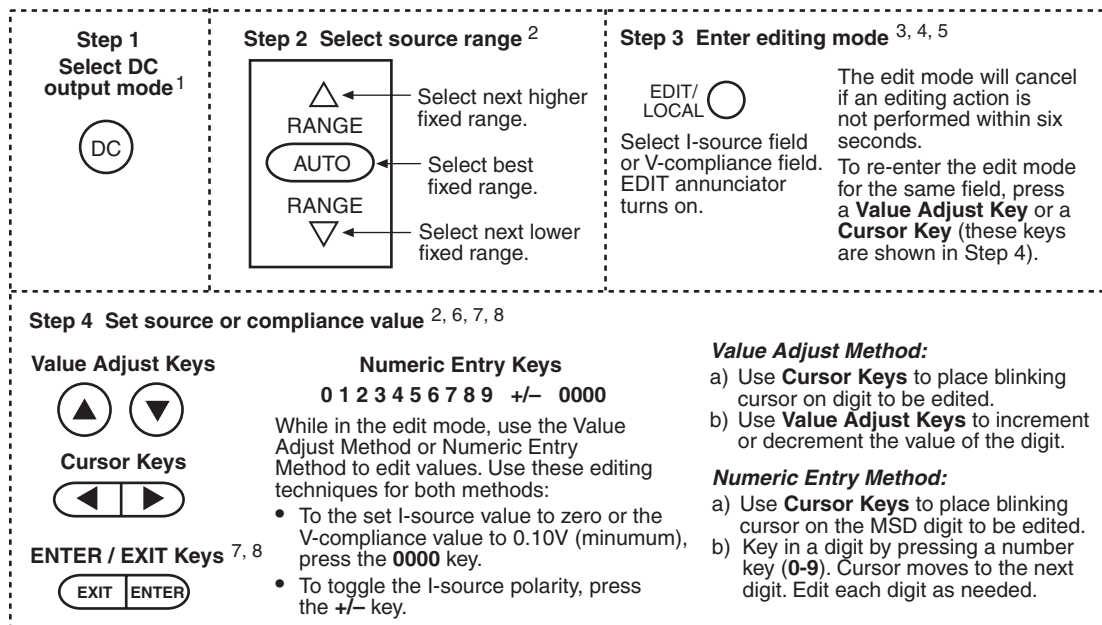 Step 1
Select DC
output mode 1
DC
Step 2 Select source range 2
Select next higher
fixed range.
RANGE
AUTO
Select best
fixed range.
RANGE
Select next lower
fixed range.
Step 3 Enter editing mode 3, 4, 5
EDIT/
LOCAL
Select I-source field
or V-compliance field.
EDIT annunciator
turns on.
The edit mode will cancel
if an editing action is
not performed within six
seconds.
To re-enter the edit mode
for the same field, press
a Value Adjust Key or a
Cursor Key (these keys
are shown in Step 4).
Step 4 Set source or compliance value 2, 6, 7, 8
Value Adjust Keys
Cursor Keys
ENTER / EXIT Keys 7, 8
EXIT ENTER
Numeric Entry Keys
0 1 2 3 4 5 6 7 8 9 +/– 0000
While in the edit mode, use the Value
Adjust Method or Numeric Entry
Method to edit values. Use these editing
techniques for both methods:
• To the set I-source value to zero or the
V-compliance value to 0.10V (minumum),
press the 0000 key.
• To toggle the I-source polarity, press
the +/– key.
Value Adjust Method:
a) Use Cursor Keys to place blinking
cursor on digit to be edited.
b) Use Value Adjust Keys to increment
or decrement the value of the digit.
Numeric Entry Method:
a) Use Cursor Keys to place blinking
cursor on the MSD digit to be edited.
b) Key in a digit by pressing a number
key (0-9). Cursor moves to the next
digit. Edit each digit as needed.